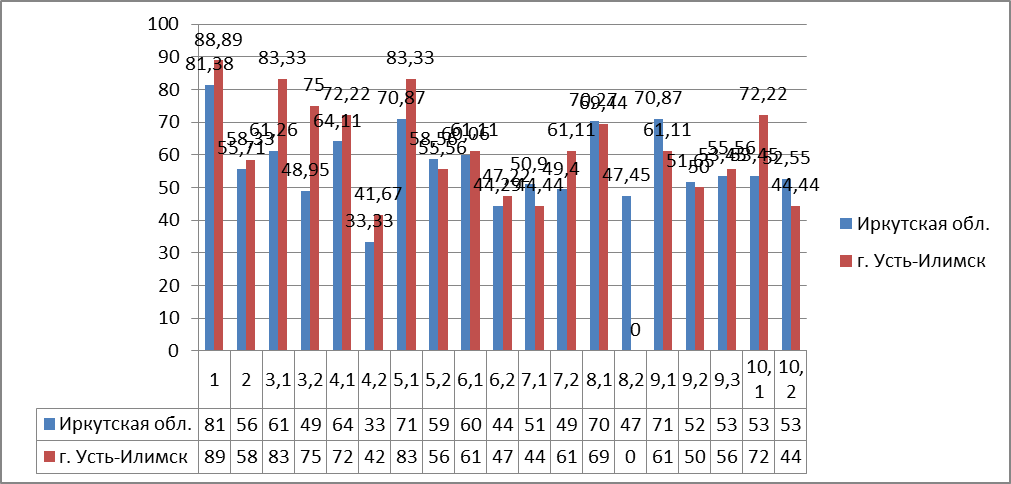 100
90
80
70
60
50
40
30
20
10
0
81,38 55,71 61,26 48,95 64,11 33,33 70,87 58,56 60,06 44,29 50,9 49,4 70,27 47,45 70,87 51,65 53,45 53,45 52,55
88,89 58,33 83,33 75 72,22 41,67 83,33 55,56 61,11 47,22 44,44 61,11 69,44 0 61,11 50 55,56 72,22 44,44
Иркутская обл.
г. Усть-Илимск
1 2 3,1 3,2 4,1 4,2 5,1 5,2 6,1 6,2 7,1 7,2 8,1 8,2 9,1 9,2 9,3 10,1 10,2
Иркутская обл. 81 56 61 49 64 33 71 59 60 44 51 49 70 47 71 52 53 53 53
г. Усть-Илимск 89 58 83 75 72 42 83 56 61 47 44 61 69 0 61 50 56 72 44